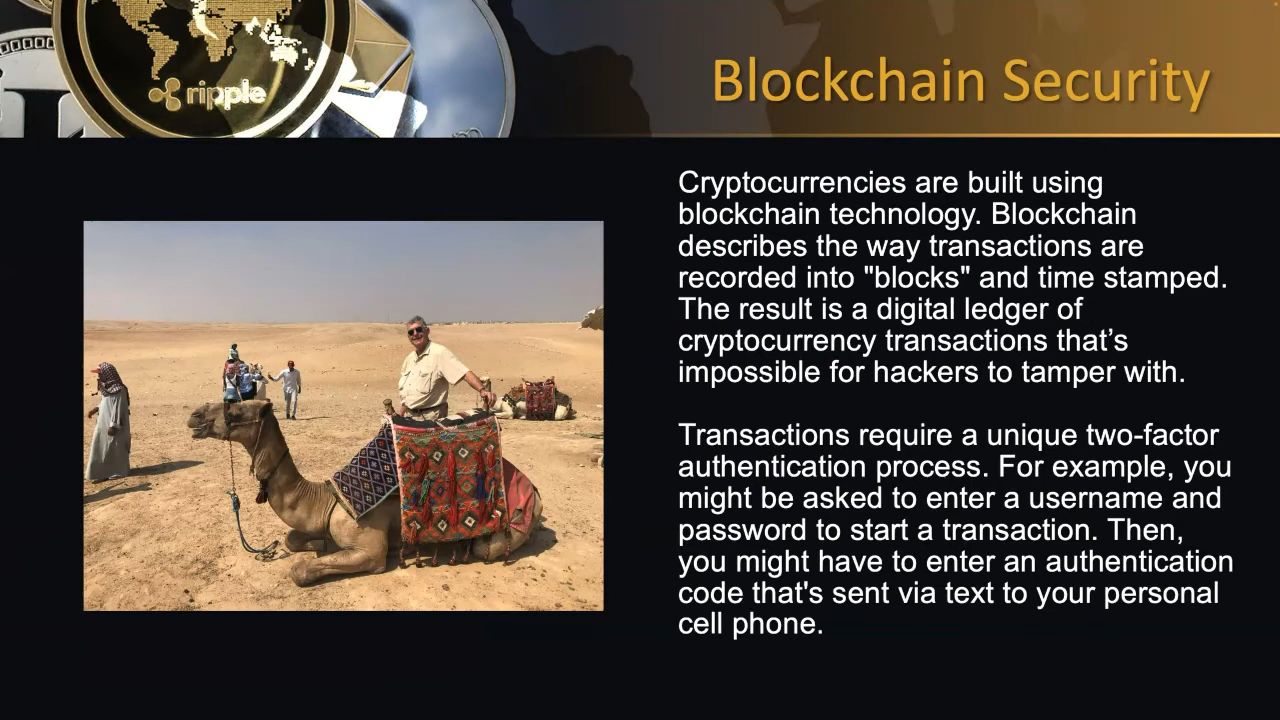 ripple
Blockchain Security
Cryptocurrencies are built using
blockchain technology. Blockchain
describes the way transactions are
recorded into "blocks" and time stamped.
The result is a digital ledger of
cryptocurrency transactions that’s
impossible for hackers to tamper with.
Transactions require a unique two-factor
authentication process. For example, you
might be asked to enter a username and
password to start a transaction. Then,
you might have to enter an authentication
code that's sent via text to your personal
cell phone.